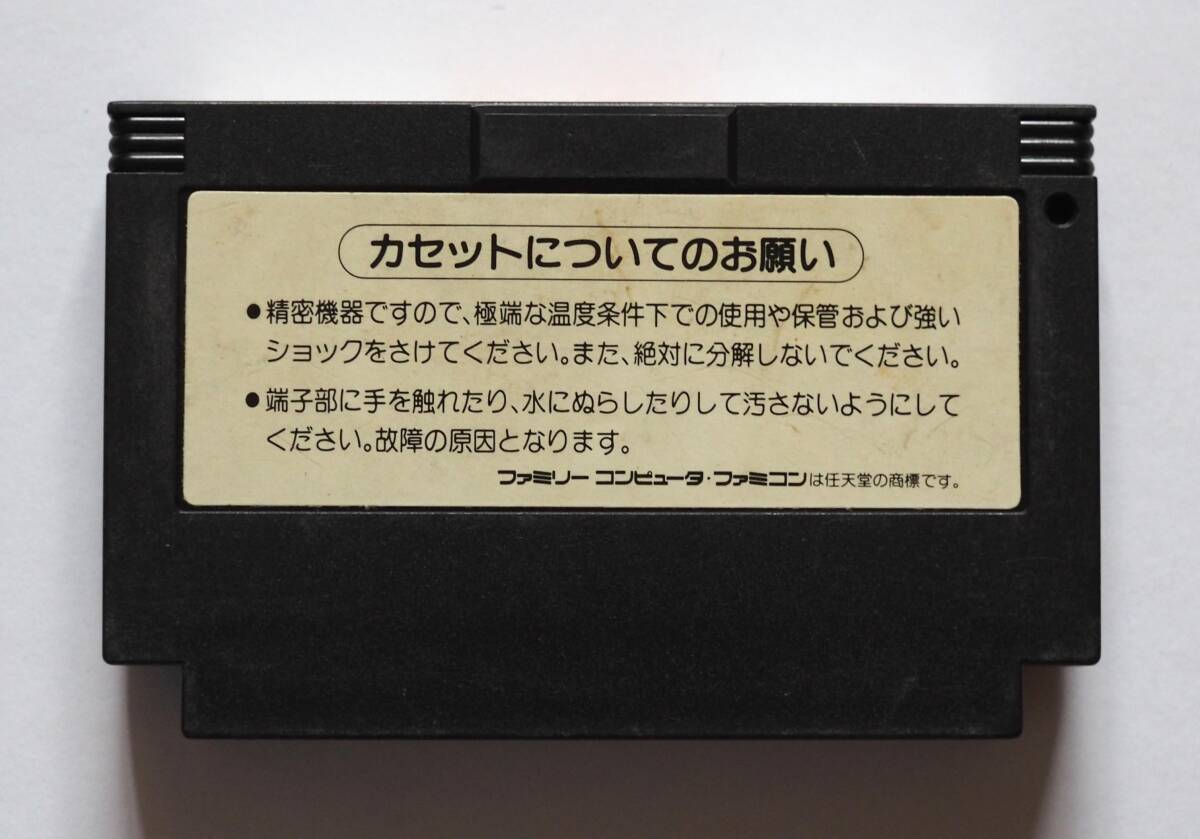 カセットについてのお願い
●精密機器ですので、極端な温度条件下での使用や保管および強い
ショックをさけてください。また、絶対に分解しないでください。
●端子部に手を触れたり、水にぬらしたりして汚さないようにして
ください。故障の原因となります。
ファミリー コンピュータ・ファミコンは任天堂の商標です。